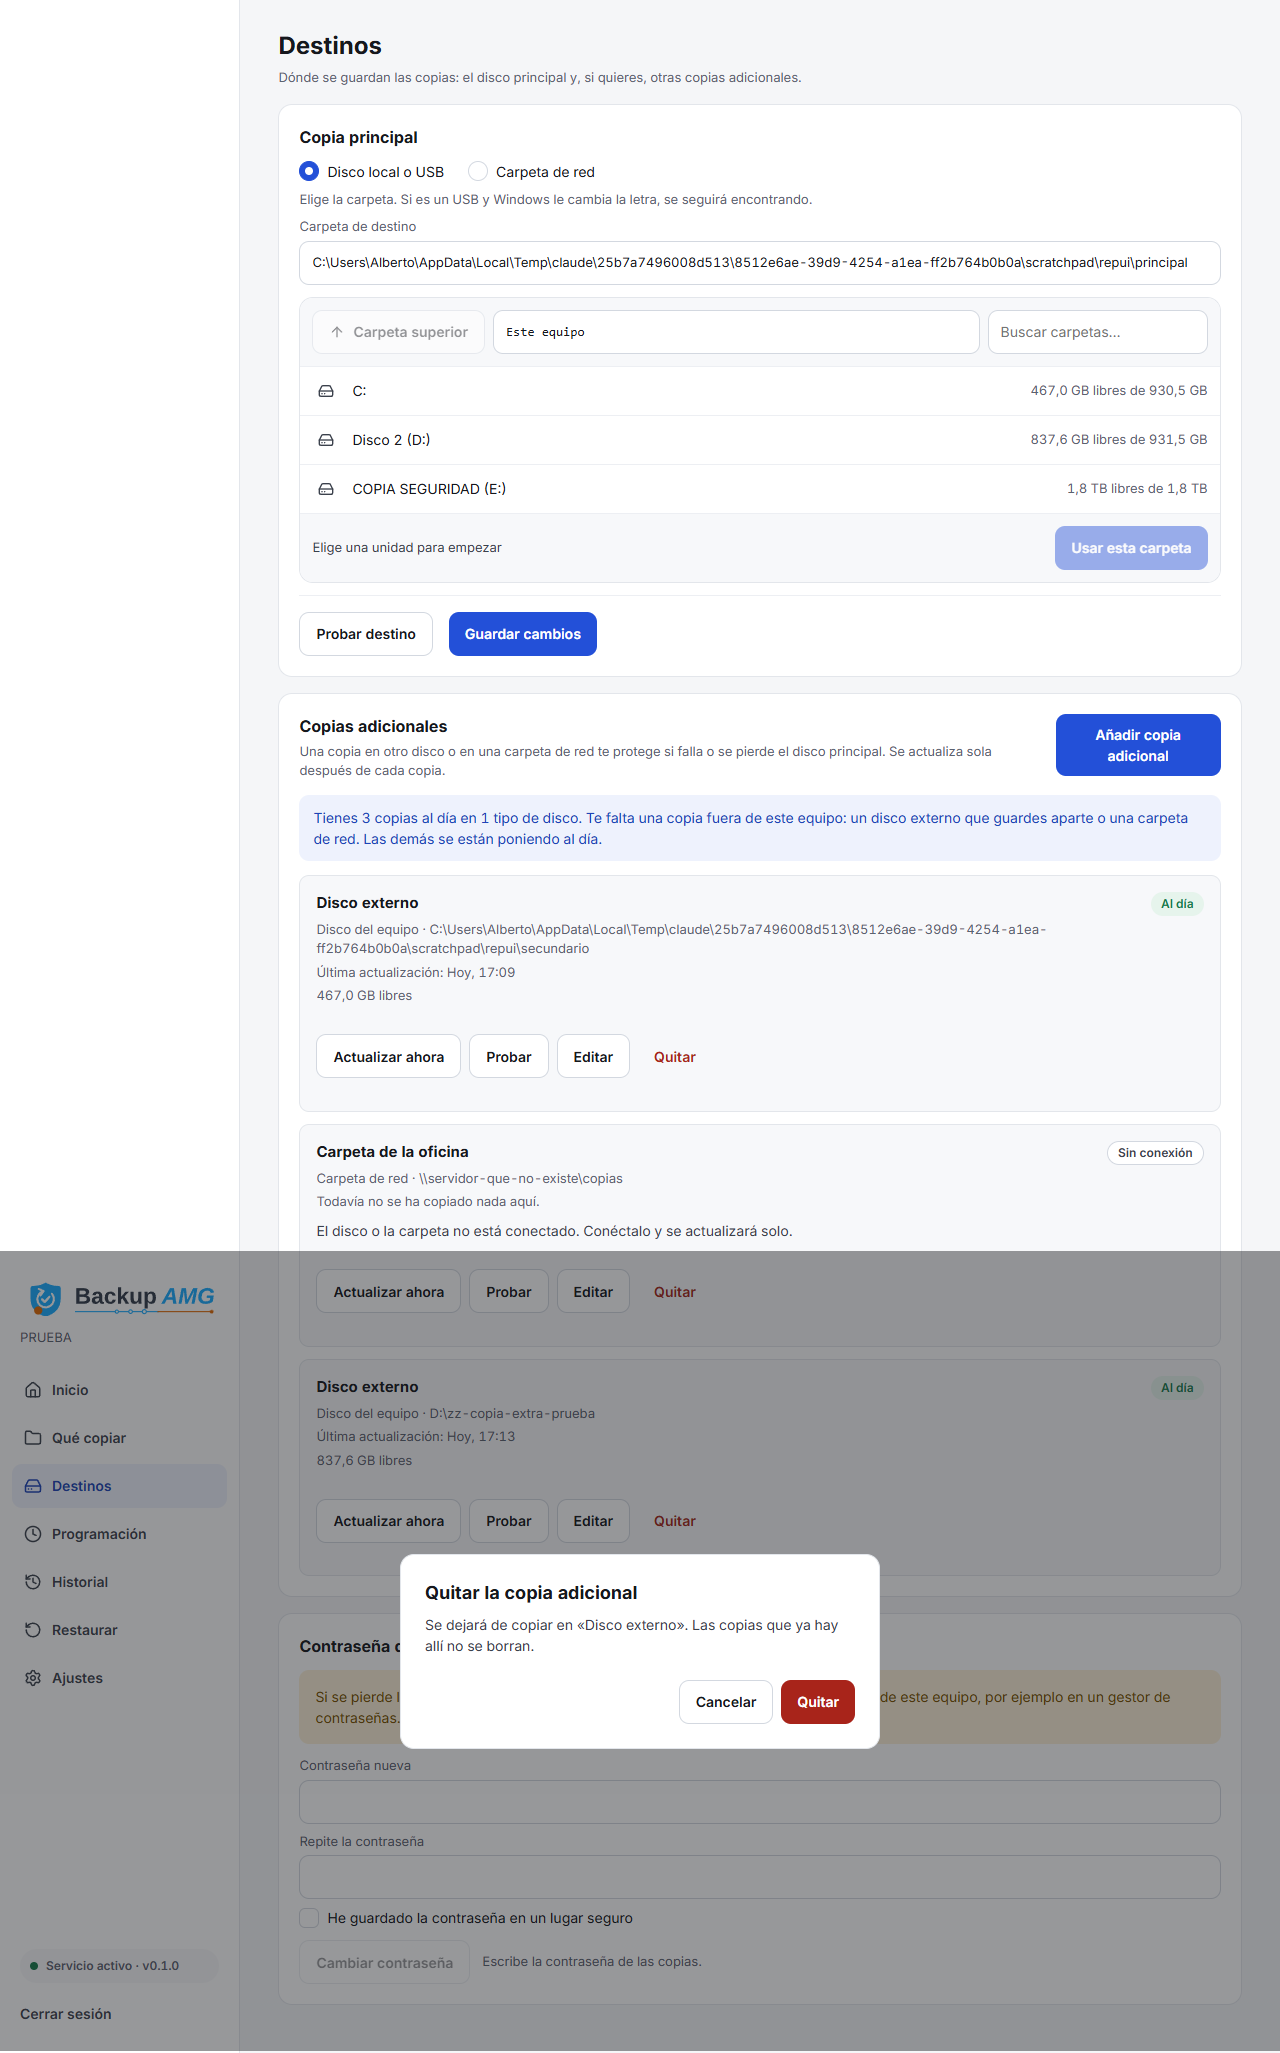 Destinos
Dónde se guardan las copias: el disco principal y, si quieres, otras copias adicionales.
Copia principal
Disco local o USB
Carpeta de red
Elige la carpeta. Si es un USB y Windows le cambia la letra, se seguirá encontrando.
Carpeta de destino
C:\Users\Alberto\AppData\Local\Temp\claude\25b7a7496008d513\8512e6ae-39d9-4254-a1ea-ff2b764b0b0a\scratchpad\repui\principal
Carpeta superior
Este equipo
Buscar carpetas...
C:
467,0 GB libres de 930,5 GB
Disco 2 (D:)
837,6 GB libres de 931,5 GB
COPIA SEGURIDAD (E:)
1,8 TB libres de 1,8 TB
Elige una unidad para empezar
Usar esta carpeta
Probar destino
Guardar cambios
Copias adicionales
Una copia en otro disco o en una carpeta de red te protege si falla o se pierde el disco principal. Se actualiza sola
después de cada copia.
Añadir copia
adicional
Tienes 3 copias al día en 1 tipo de disco. Te falta una copia fuera de este equipo: un disco externo que guardes aparte o una carpeta
de red. Las demás se están poniendo al día.
Disco externo
Al día
Disco del equipo · C:\Users\Alberto\AppData\Local\Temp\claude\25b7a7496008d513\8512e6ae-39d9-4254-a1ea-
ff2b764b0b0a\scratchpad\repui\secundario
Última actualización: Hoy, 17:09
467,0 GB libres
Actualizar ahora
Probar
Editar
Quitar
Carpeta de la oficina
Sin conexión
Carpeta de red · \\servidor-que-no-existe\copias
Todavía no se ha copiado nada aquí.
El disco o la carpeta no está conectado. Conéctalo y se actualizará solo.
Actualizar ahora
Probar
Editar
Quitar
Disco externo
Al día
Disco del equipo · D:\zz-copia-extra-prueba
Última actualización: Hoy, 17:13
837,6 GB libres
Actualizar ahora
Probar
Editar
Quitar
Backup AMG
PRUEBA
Inicio
Qué copiar
Destinos
Programación
Historial
Restaurar
Ajustes
Servicio activo · v0.1.0
Cerrar sesión
Quitar la copia adicional
Se dejará de copiar en «Disco externo». Las copias que ya hay
allí no se borran.
Cancelar
Quitar
Contraseña
Si se pierde
de este equipo, por ejemplo en un gestor de
contraseñas.
Contraseña nueva
Repite la contraseña
He guardado la contraseña en un lugar seguro
Cambiar contraseña
Escribe la contraseña de las copias.